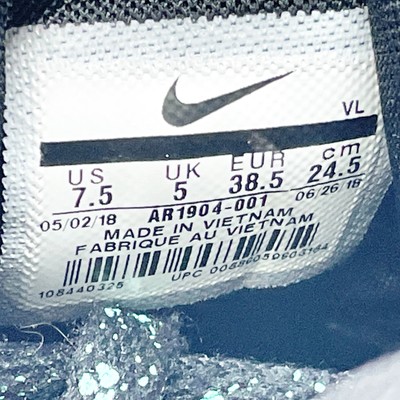 VL
US UK EUR cm
7.5 5 38.5 24.5
05/02/18 AR1904-001 06/26/18
MADE IN VIETNAM
FABRIQUE AU VIETNAM
108440325 UPC